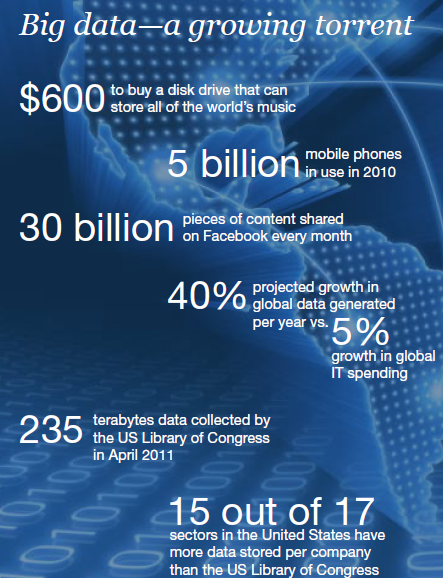 Big data—a growing torrent
$600 to buy a disk drive that can
store all of the world's music
5 billion mobile phones
in use in 2010
30 billion pieces of content shared
on Facebook every month
40% projected growth in
global data generated
per year vs. 5%
growth in global
IT spending
235 terabytes data collected by
the US Library of Congress
in April 2011
15 out of 17
sectors in the United States have
more data stored per company
than the US Library of Congress